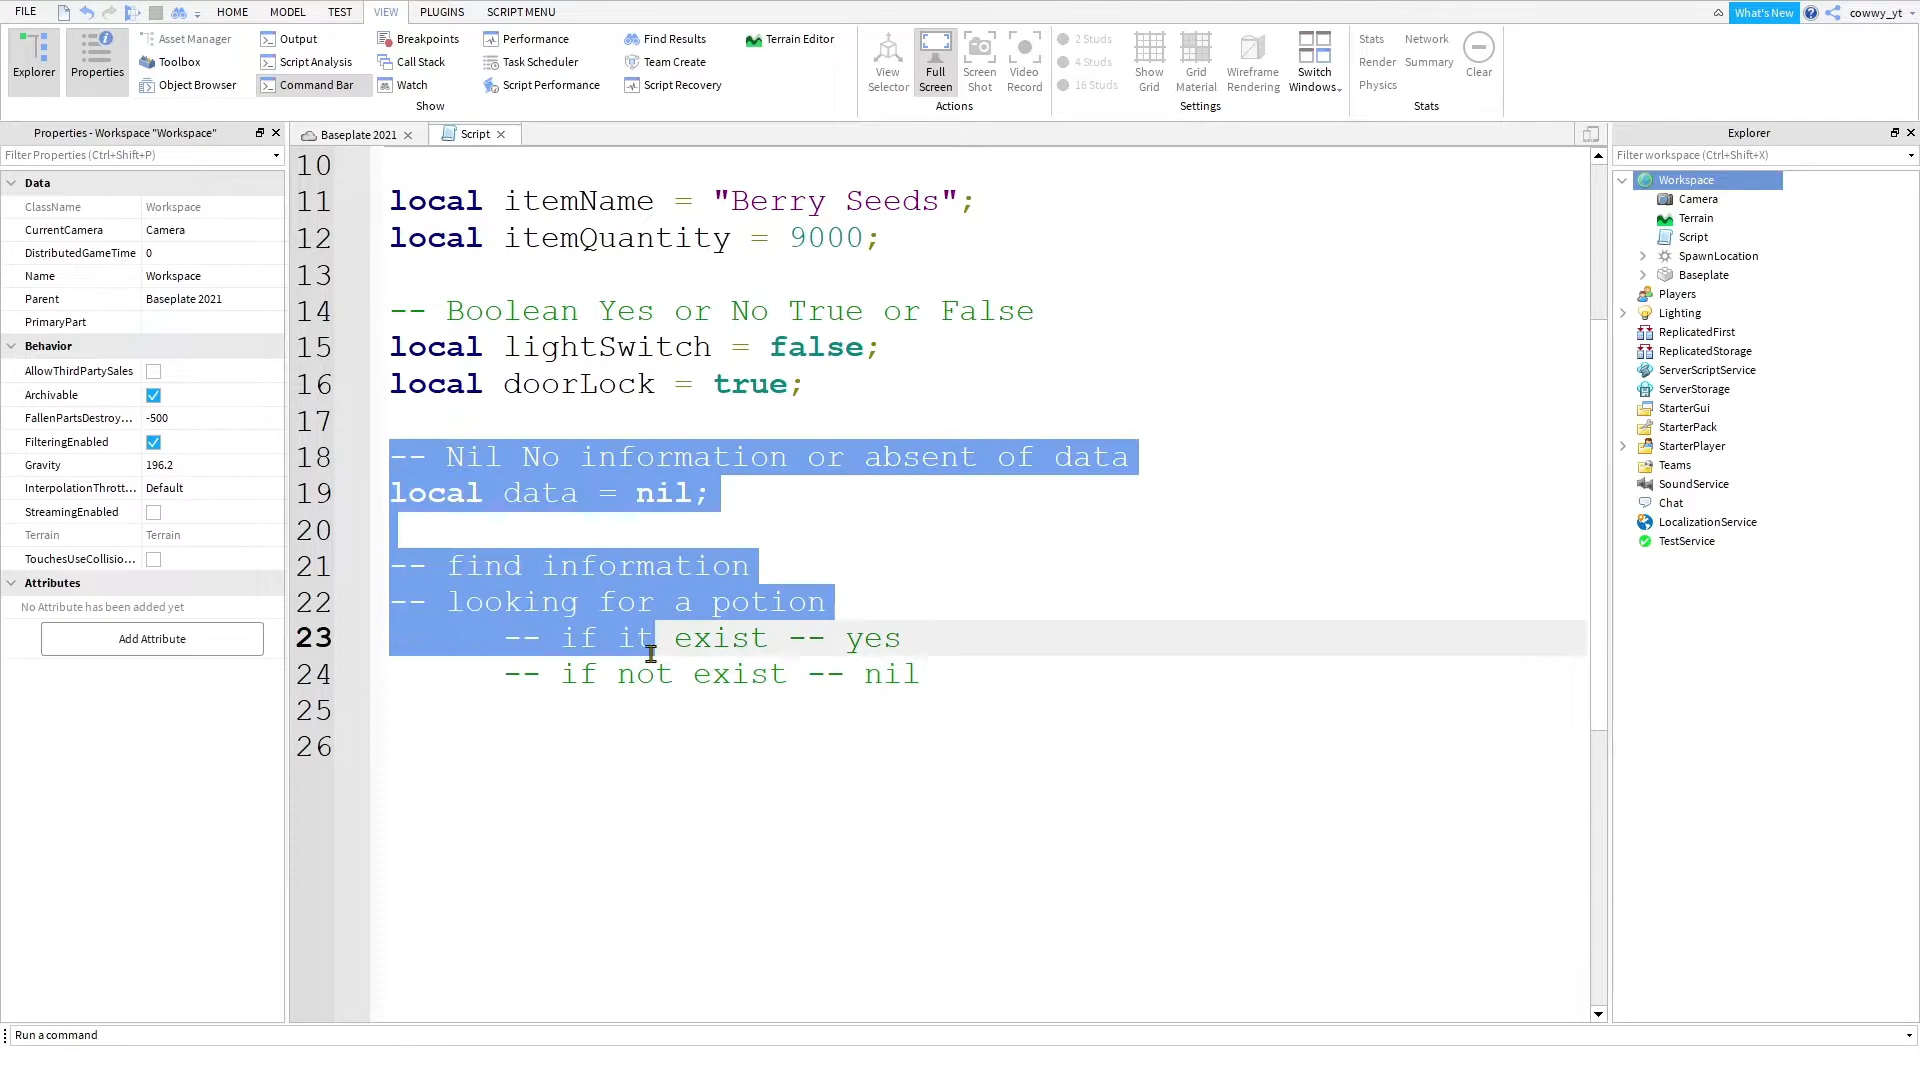 FILE HOME MODEL TEST VIEW PLUGINS SCRIPT MENU What's New cowwy_yt
Explorer
Properties
Asset Manager
Toolbox
Object Browser
Output
Script Analysis
Command Bar
Breakpoints
Call Stack
Watch
Performance
Task Scheduler
Script Performance
Find Results
Team Create
Script Recovery
Terrain Editor
Show
View
Selector
Full
Screen
Screen
Shot
Video
Record
Actions
2 Studs
4 Studs
16 Studs
Show
Grid
Grid
Material
Wireframe
Rendering
Switch
Windows
Settings
Stats
Render
Physics
Network
Summary
Clear
Stats
Properties - Workspace "Workspace"
Filter Properties (Ctrl+Shift+P)
Data
ClassName Workspace
CurrentCamera Camera
DistributedGameTime 0
Name Workspace
Parent Baseplate 2021
PrimaryPart
Behavior
AllowThirdPartySales
Archivable
FallenPartsDestroy... -500
FilteringEnabled
Gravity 196.2
InterpolationThrott... Default
StreamingEnabled
Terrain Terrain
TouchesUseCollisio...
Attributes
No Attribute has been added yet
Add Attribute
Baseplate 2021 Script
10
11 local itemName = "Berry Seeds";
12 local itemQuantity = 9000;
13
14 -- Boolean Yes or No True or False
15 local lightSwitch = false;
16 local doorLock = true;
17
18 -- Nil No information or absent of data
19 local data = nil;
20
21 -- find information
22 -- looking for a potion
23 -- if it exist -- yes
24 -- if not exist -- nil
25
26
Explorer
Filter workspace (Ctrl+Shift+X)
Workspace
Camera
Terrain
Script
SpawnLocation
Baseplate
Players
Lighting
ReplicatedFirst
ReplicatedStorage
ServerScriptService
ServerStorage
StarterGui
StarterPack
StarterPlayer
Teams
SoundService
Chat
LocalizationService
TestService
Run a command